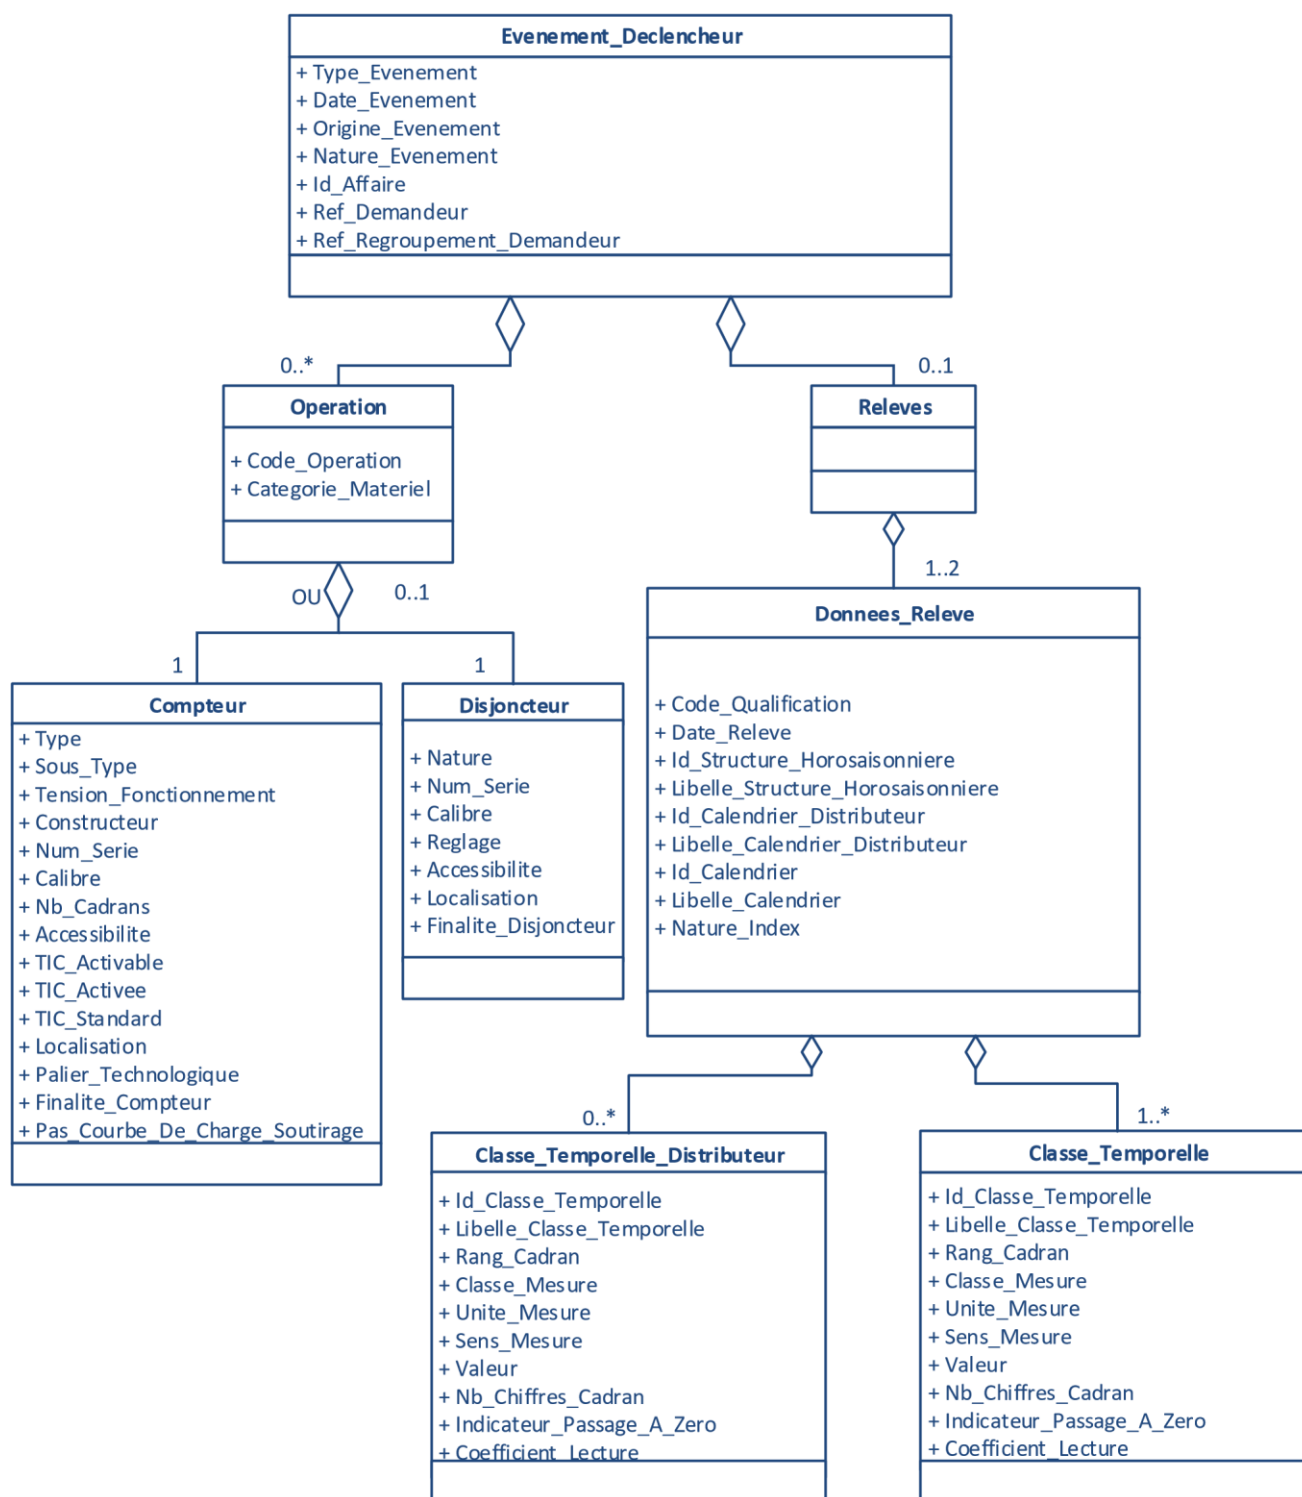 Evenement_Declencheur
+ Type_Evenement
+ Date_Evenement
+ Origine_Evenement
+ Nature_Evenement
+ Id_Affaire
+ Ref_Demandeur
+ Ref_Regroupement_Demandeur
0..*
0..1
Operation
+ Code_Operation
+ Categorie_Materiel
Releves
OU
0..1
1
1
1..2
Compteur
+ Type
+ Sous_Type
+ Tension_Fonctionnement
+ Constructeur
+ Num_Serie
+ Calibre
+ Nb_Cadrans
+ Accessibilite
+ TIC_Activable
+ TIC_Activee
+ TIC_Standard
+ Localisation
+ Palier_Technologique
+ Finalite_Compteur
+ Pas_Courbe_De_Charge_Soutirage
Disjoncteur
+ Nature
+ Num_Serie
+ Calibre
+ Reglage
+ Accessibilite
+ Localisation
+ Finalite_Disjoncteur
Donnees_Releve
+ Code_Qualification
+ Date_Releve
+ Id_Structure_Horosaisonniere
+ Libelle_Structure_Horosaisonniere
+ Id_Calendrier_Distributeur
+ Libelle_Calendrier_Distributeur
+ Id_Calendrier
+ Libelle_Calendrier
+ Nature_Index
0..*
1..*
Classe_Temporelle_Distributeur
+ Id_Classe_Temporelle
+ Libelle_Classe_Temporelle
+ Rang_Cadran
+ Classe_Mesure
+ Unite_Mesure
+ Sens_Mesure
+ Valeur
+ Nb_Chiffres_Cadran
+ Indicateur_Passage_A_Zero
+ Coefficient_Lecture
Classe_Temporelle
+ Id_Classe_Temporelle
+ Libelle_Classe_Temporelle
+ Rang_Cadran
+ Classe_Mesure
+ Unite_Mesure
+ Sens_Mesure
+ Valeur
+ Nb_Chiffres_Cadran
+ Indicateur_Passage_A_Zero
+ Coefficient_Lecture